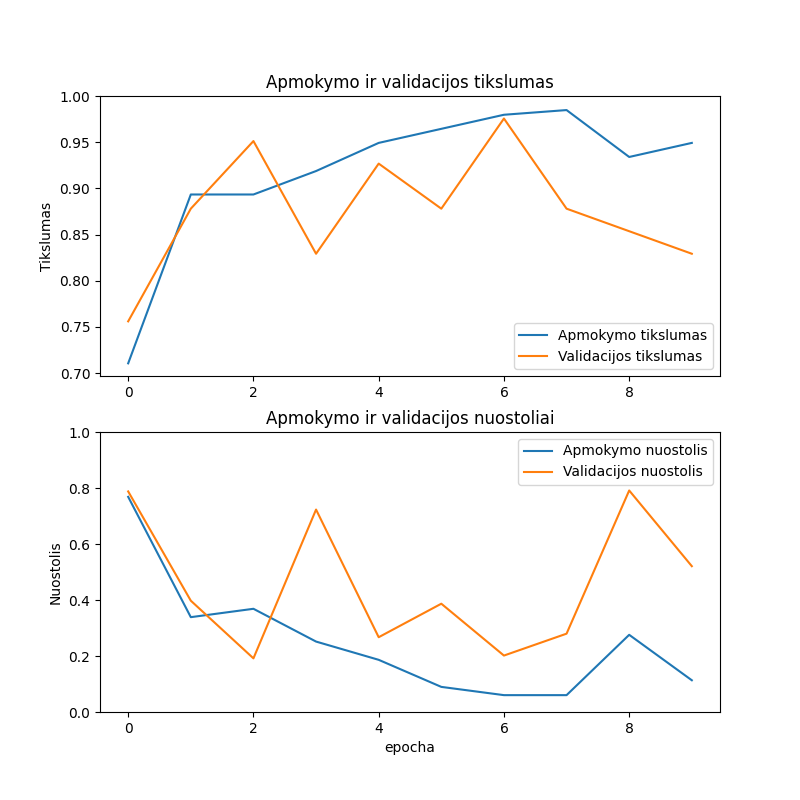 Apmokymo ir validacijos tikslumas
1.00
0.95
0.90
0.85
0.80
0.75
0.70
Tikslumas
0 2 4 6 8
Apmokymo tikslumas
Validacijos tikslumas
Apmokymo ir validacijos nuostoliai
1.0
0.8
0.6
0.4
0.2
0.0
Nuostolis
Apmokymo nuostolis
Validacijos nuostolis
0 2 4 6 8
epocha